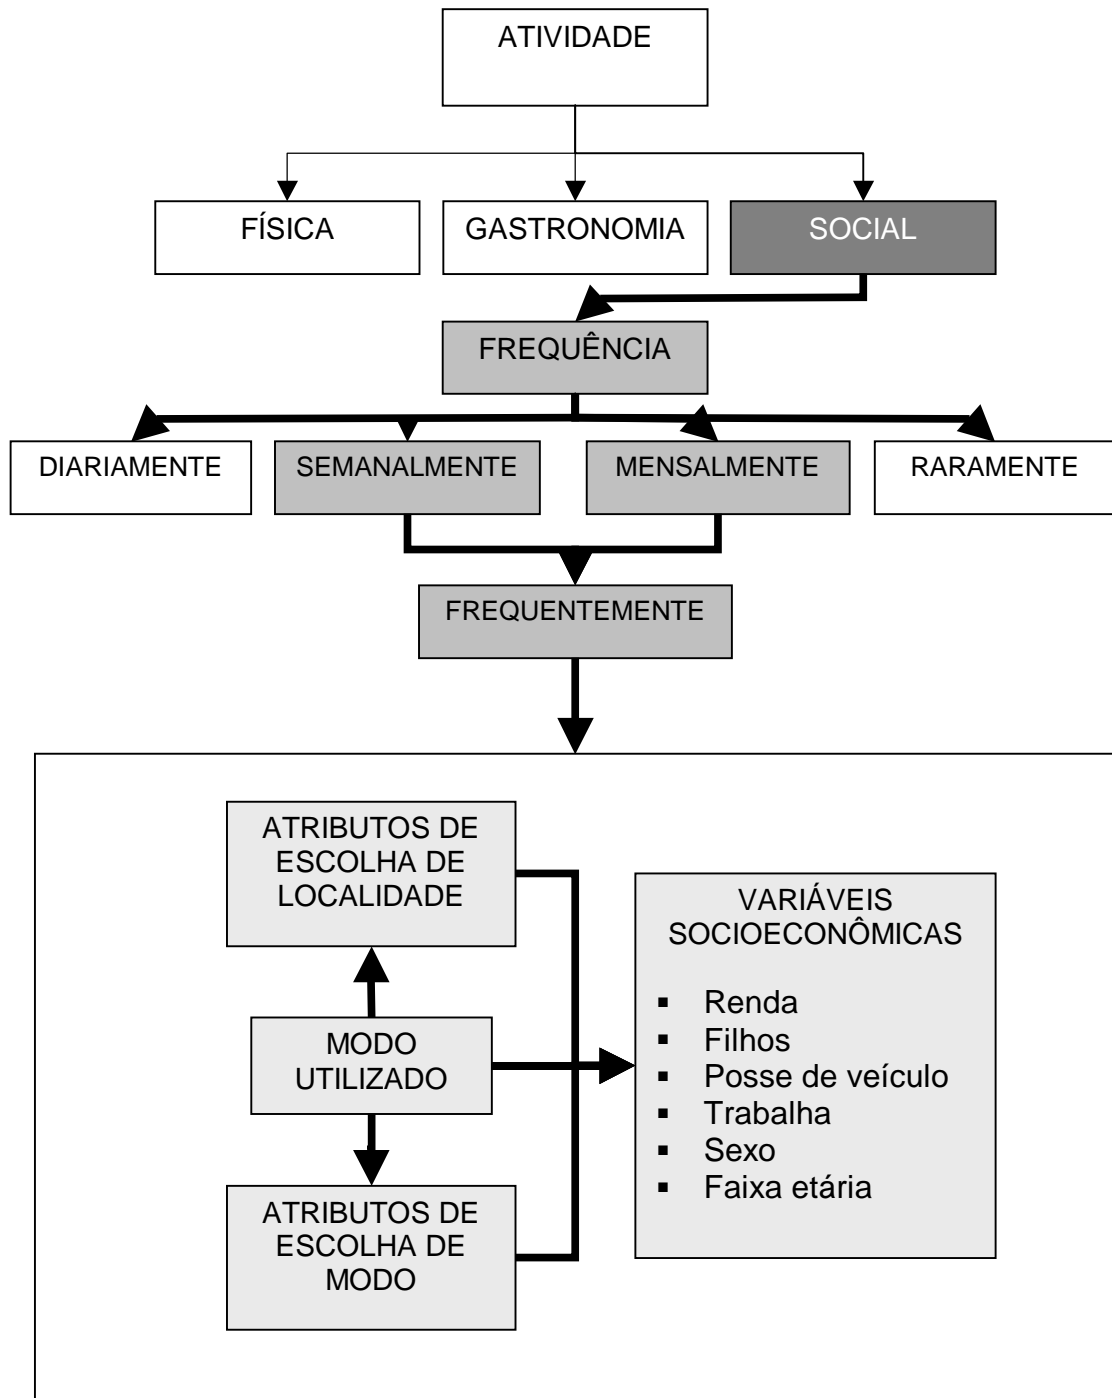 ATIVIDADE
FÍSICA
GASTRONOMIA
SOCIAL
FREQUÊNCIA
DIARIAMENTE
SEMANALMENTE
MENSALMENTE
RARAMENTE
FREQUENTEMENTE
ATRIBUTOS DE
ESCOLHA DE
LOCALIDADE
MODO
UTILIZADO
ATRIBUTOS DE
ESCOLHA DE
MODO
VARIÁVEIS
SOCIOECONÔMICAS
▪ Renda
▪ Filhos
▪ Posse de veículo
▪ Trabalha
▪ Sexo
▪ Faixa etária